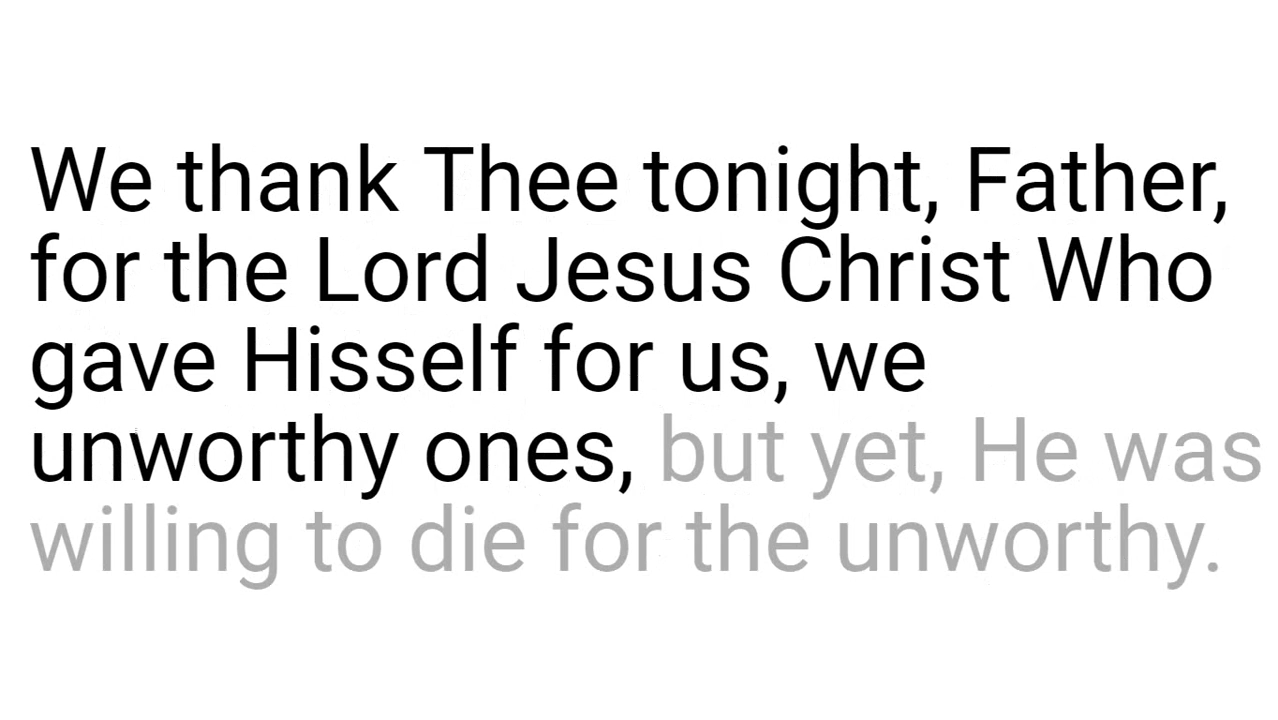 We thank Thee tonight, Father,
for the Lord Jesus Christ Who
gave Hisself for us, we
unworthy ones, but yet, He was
willing to die for the unworthy.